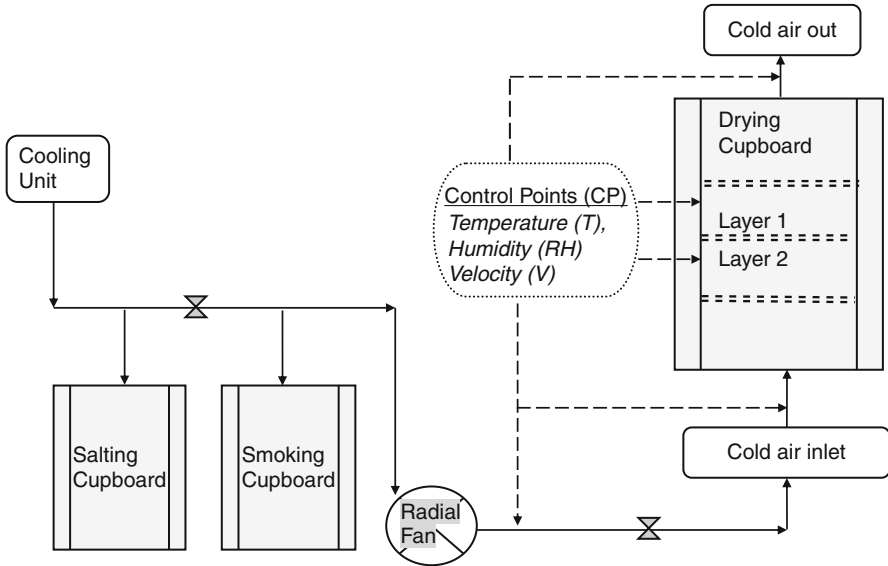 Cold air out
Drying
Cupboard
Cooling
Unit
Control Points (CP)
Temperature (T),
Humidity (RH)
Velocity (V)
Layer 1
Layer 2
Salting
Cupboard
Smoking
Cupboard
Cold air inlet
Radial
Fan